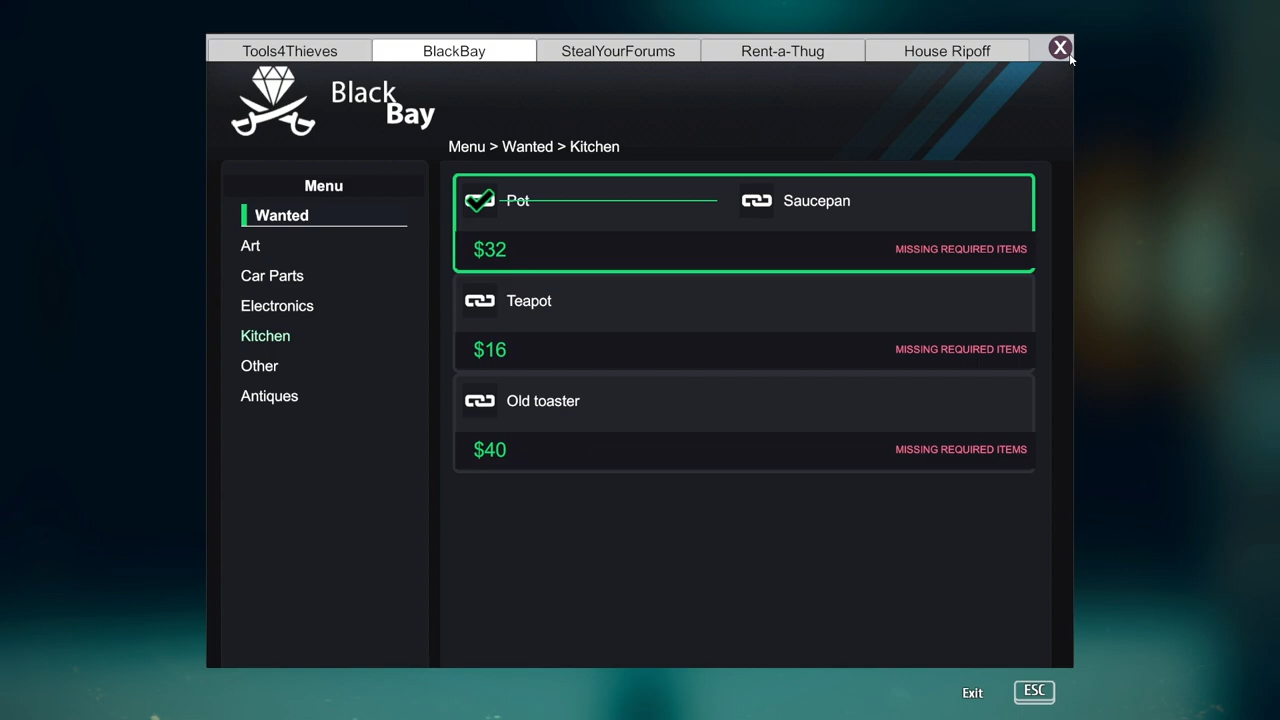 Tools4Thieves
BlackBay
StealYourForums
Rent-a-Thug
House Ripoff
X
Black
Bay
Menu > Wanted > Kitchen
Menu
Wanted
Art
Car Parts
Electronics
Kitchen
Other
Antiques
Pot
Saucepan
$32
MISSING REQUIRED ITEMS
Teapot
$16
MISSING REQUIRED ITEMS
Old toaster
$40
MISSING REQUIRED ITEMS
Exit
ESC